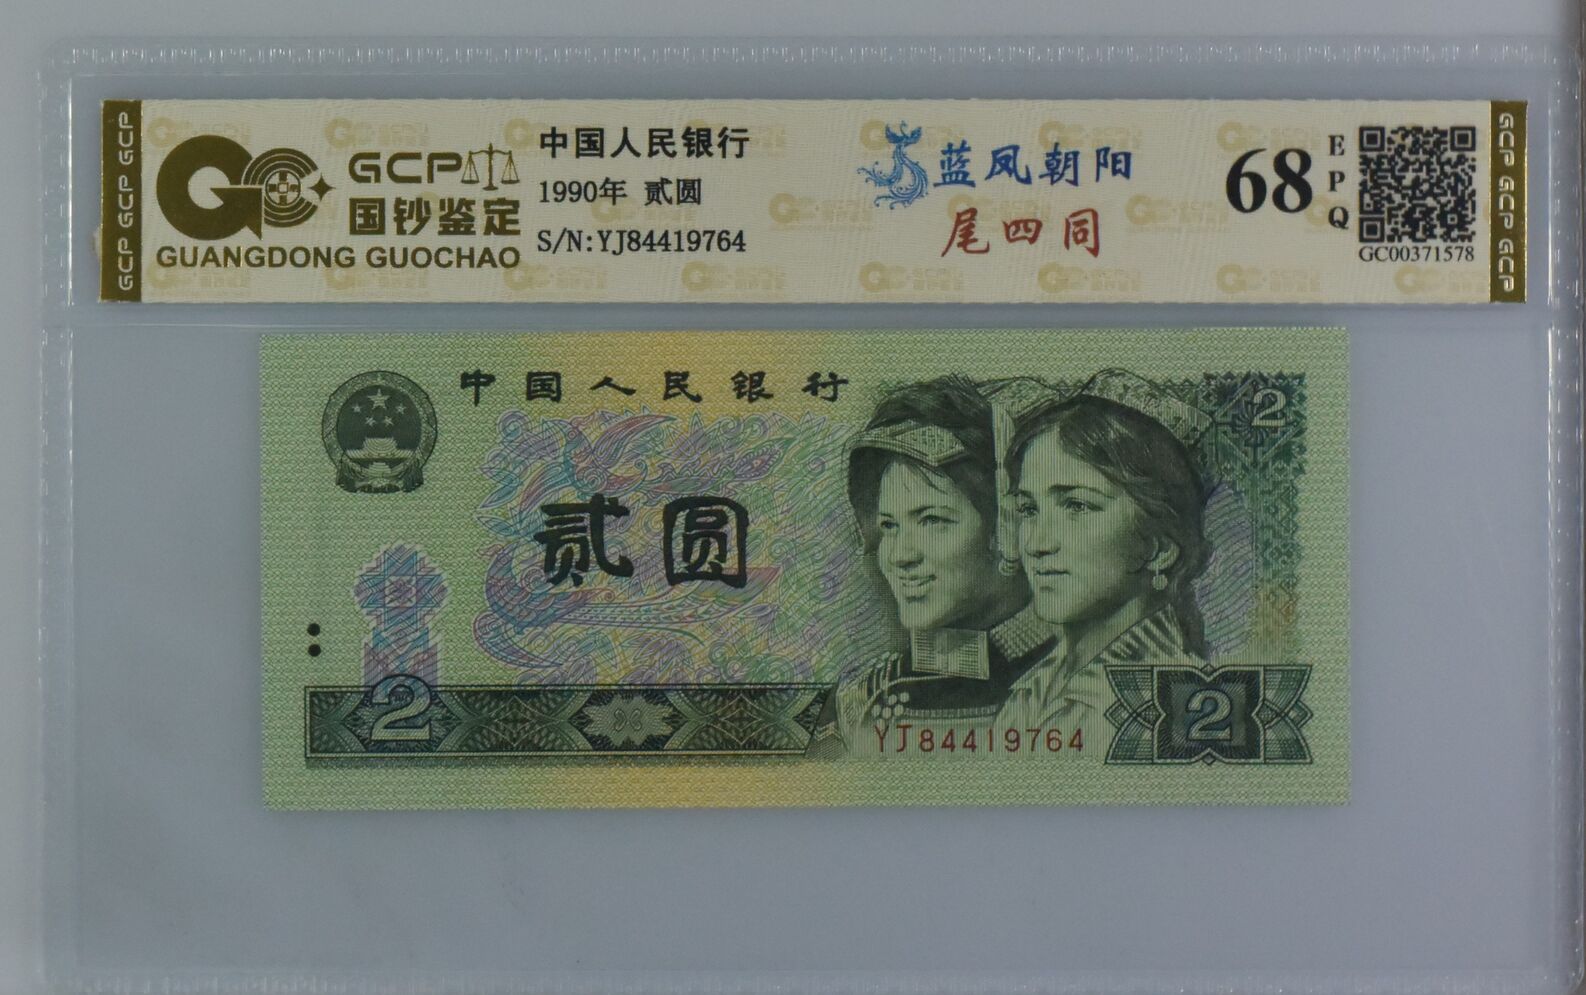 GCP GCP GCP
GCP
国钞鉴定
GUANGDONG GUOCHAO
中国人民银行
1990年 贰圆
S/N:YJ84419764
蓝凤朝阳
尾四同
68
EPQ
GC00371578
GCP GCP GCP
中国人民银行
2
贰圆
2
YJ84419764
2